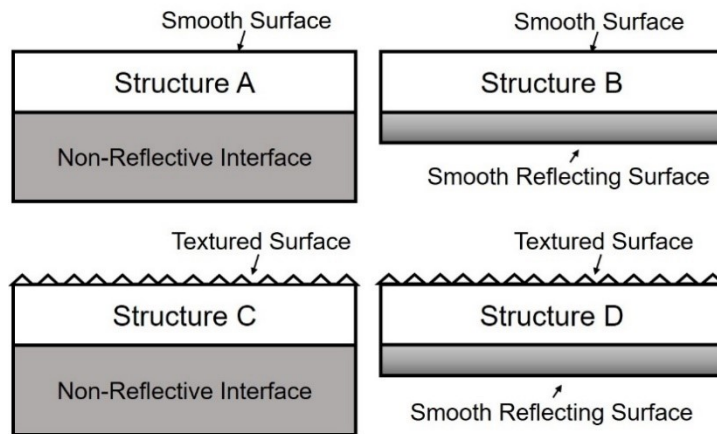 Smooth Surface
Structure A
Non-Reflective Interface
Smooth Surface
Structure B
Smooth Reflecting Surface
Textured Surface
Structure C
Non-Reflective Interface
Textured Surface
Structure D
Smooth Reflecting Surface